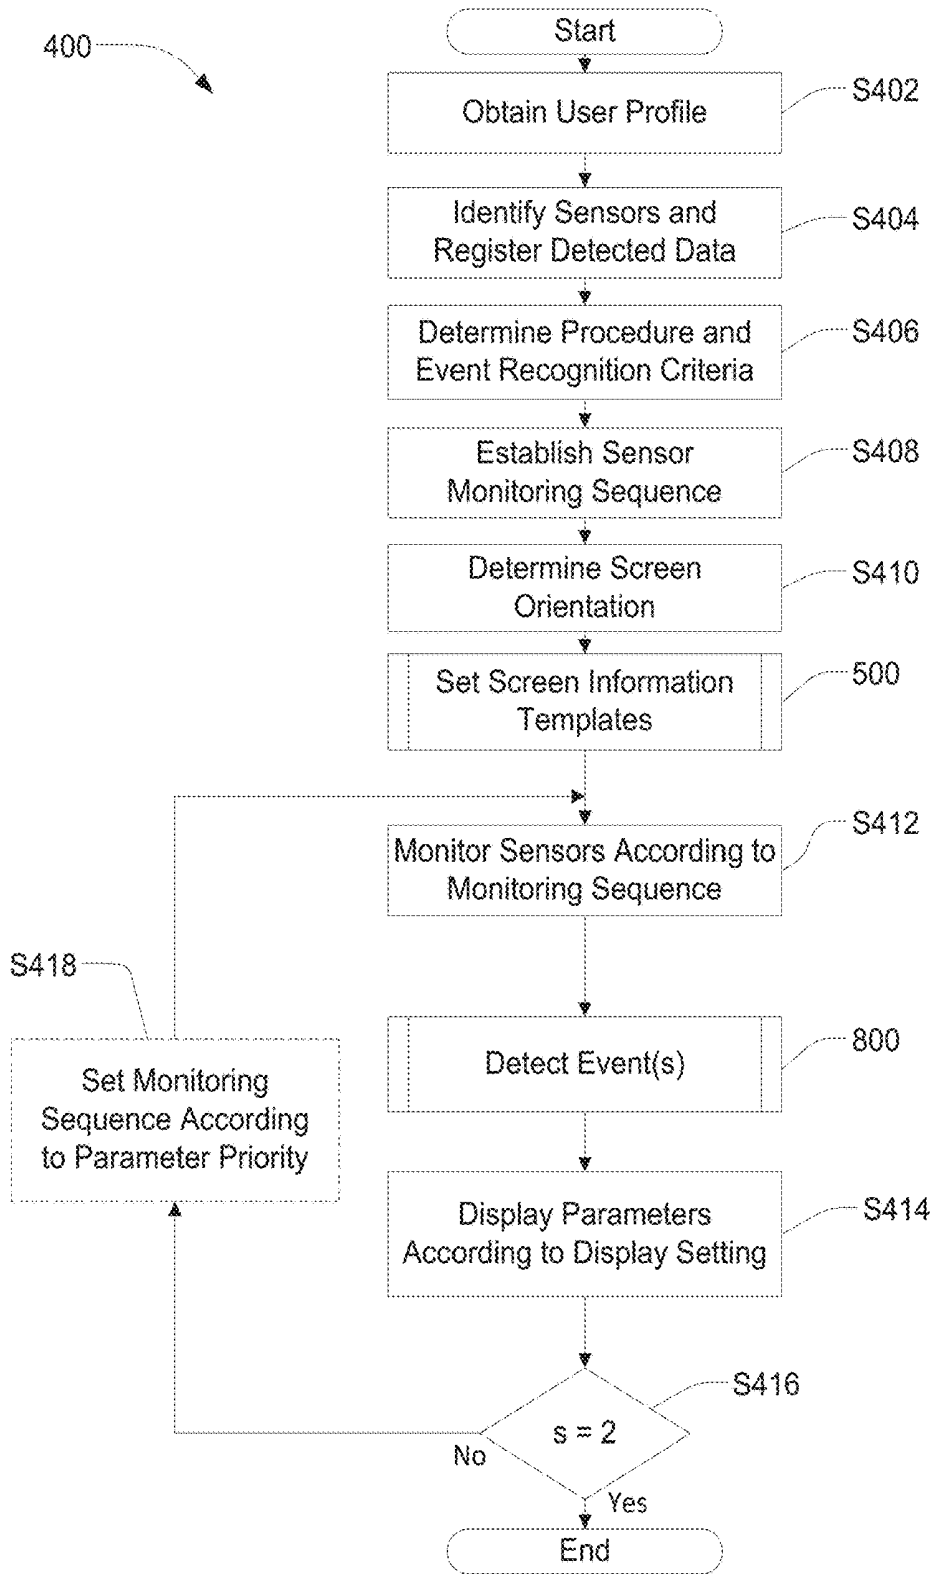 Start
400
S402
Obtain User Profile
Identify Sensors and
Register Detected Data
S404
Determine Procedure and
Event Recognition Criteria
S406
Establish Sensor
Monitoring Sequence
S408
Determine Screen
Orientation
S410
Set Screen Information
Templates
500
Monitor Sensors According to
Monitoring Sequence
S412
S418
Set Monitoring
Sequence According
to Parameter Priority
Detect Event(s)
800
Display Parameters
According to Display Setting
S414
S416
s = 2
No
Yes
End